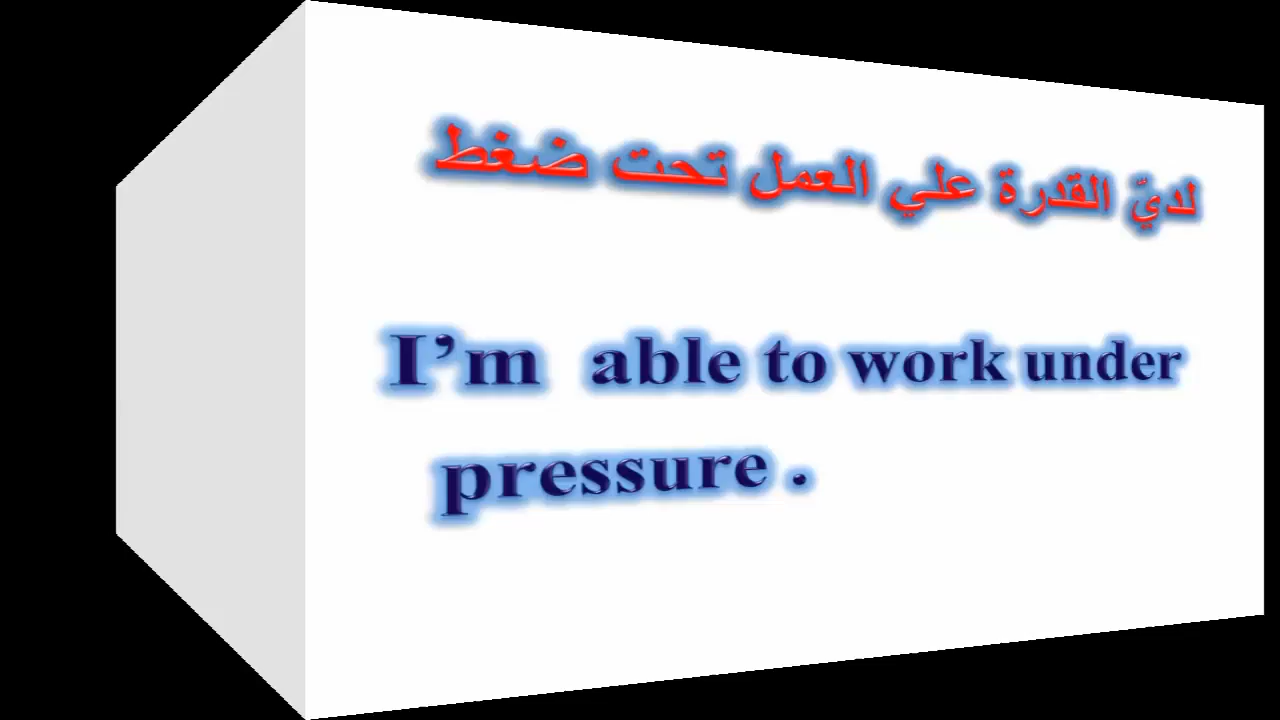 لديّ القدرة علي العمل تحت ضغط
I’m able to work under
pressure .